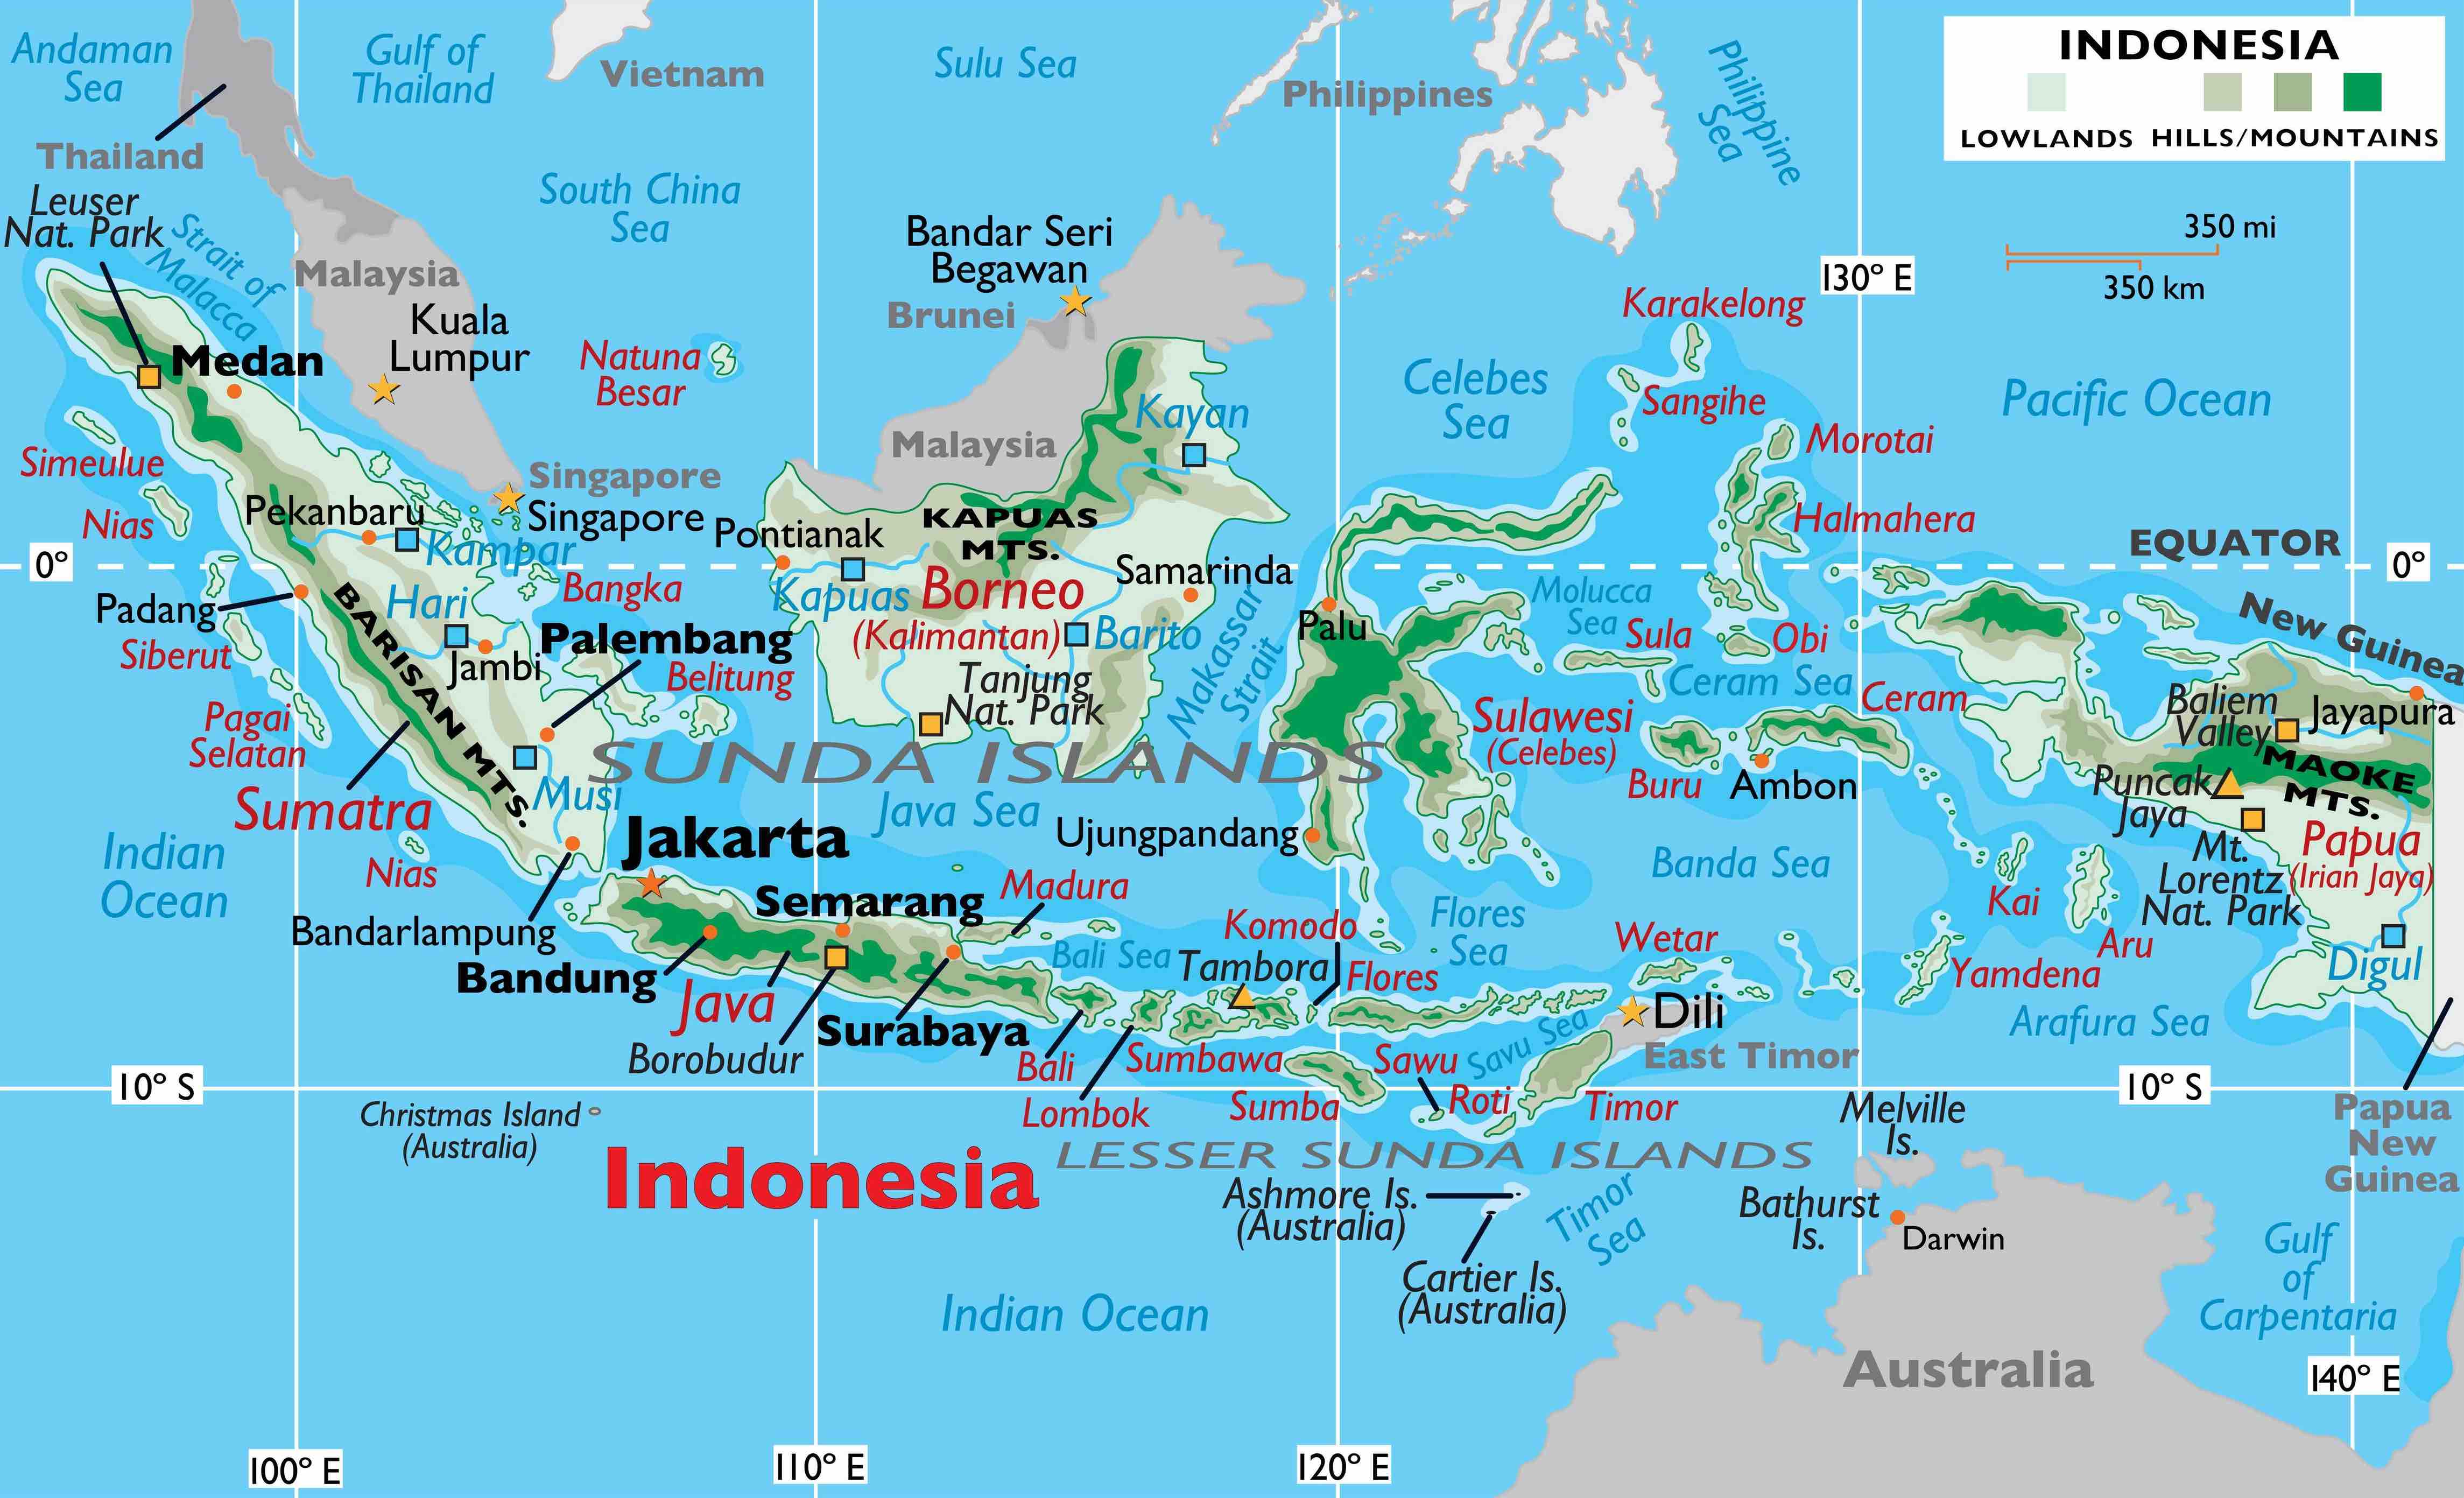 Andaman
Sea
Gulf of
Thailand
Vietnam
Sulu Sea
Philippines
Philippine
Sea
INDONESIA
LOWLANDS HILLS/MOUNTAINS
350 mi
350 km
Thailand
Leuser
Nat. Park
Strait of
Malacca
Malaysia
Kuala
Lumpur
South China
Sea
Natuna
Besar
Bandar Seri
Begawan
Brunei
Malaysia
Kayan
Celebes
Sea
Karakelong
Sangihe
130° E
Pacific Ocean
Morotai
Halmahera
Medan
Simeulue
Nias
Pekanbaru
Kampar
Singapore
Singapore
Pontianak
KAPUAS
MTS.
Kapuas
Borneo
(Kalimantan)
Samarinda
Barito
Makassar
Strait
Palu
Molucca
Sea
Sula
Obi
EQUATOR
0°
0°
New Guinea
Padang
Siberut
Hari
Jambi
Bangka
Palembang
Belitung
BARISAN MTS.
Pagai
Selatan
Sumatra
Musi
Tanjung
Nat. Park
SUNDA ISLANDS
Java Sea
Sulawesi
(Celebes)
Ceram Sea
Ceram
Buru
Ambon
Baliem
Valley
Jayapura
Puncak
Jaya
MAOKE
MTS.
Mt.
Lorentz
Nat. Park
Papua
(Irian Jaya)
Indian
Ocean
Nias
Bandarlampung
Jakarta
Bandung
Java
Semarang
Borobudur
Surabaya
Madura
Ujungpandang
Bali Sea
Bali
Lombok
Tambora
Sumbawa
Komodo
Flores
Flores
Sea
Banda Sea
Wetar
Kai
Aru
Yamdena
Digul
Arafura Sea
Dili
East Timor
Savu Sea
Sawu
Sumba
Roti
Timor
10° S
10° S
Christmas Island
(Australia)
Indonesia
LESSER SUNDA ISLANDS
Ashmore Is.
(Australia)
Cartier Is.
(Australia)
Timor
Sea
Melville
Is.
Bathurst
Is.
Darwin
Papua
New
Guinea
Gulf
of
Carpentaria
Indian Ocean
Australia
140° E
100° E
110° E
120° E